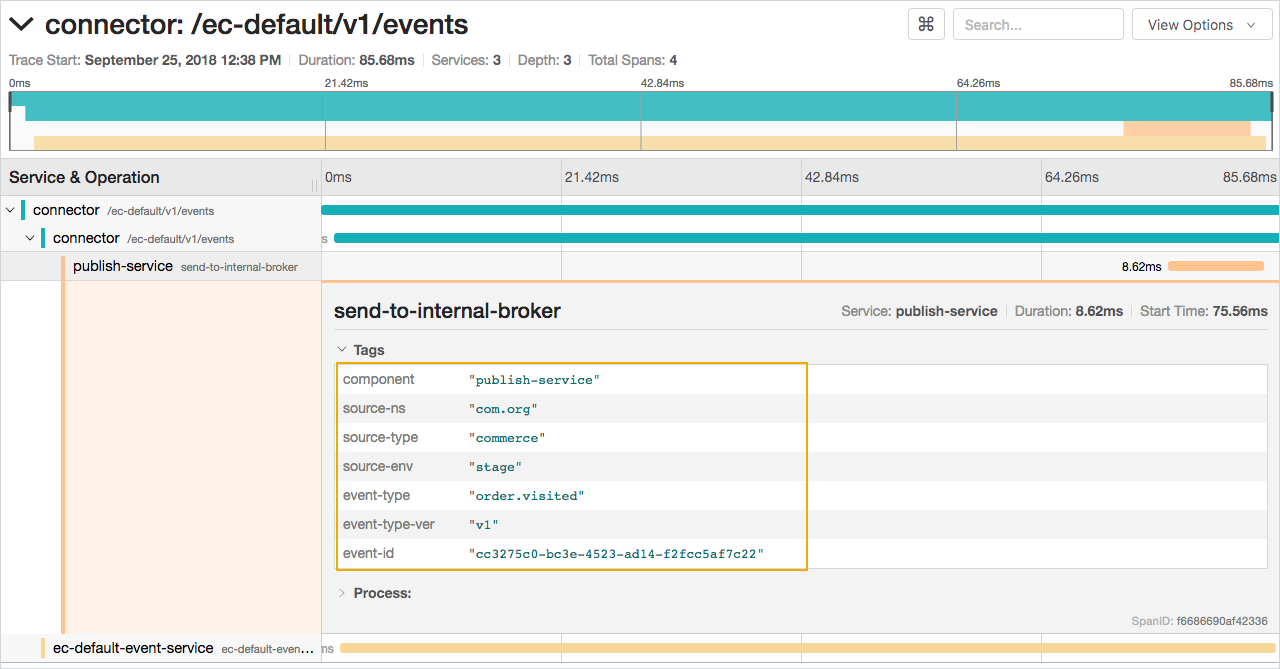 connector: /ec-default/v1/events
⌘ Search... View Options
Trace Start: September 25, 2018 12:38 PM Duration: 85.68ms Services: 3 Depth: 3 Total Spans: 4
0ms 21.42ms 42.84ms 64.26ms 85.68ms
Service & Operation 0ms 21.42ms 42.84ms 64.26ms 85.68ms
connector /ec-default/v1/events
connector /ec-default/v1/events s
publish-service send-to-internal-broker 8.62ms
send-to-internal-broker Service: publish-service Duration: 8.62ms Start Time: 75.56ms
Tags
component "publish-service"
source-ns "com.org"
source-type "commerce"
source-env "stage"
event-type "order.visited"
event-type-ver "v1"
event-id "cc3275c0-bc3e-4523-ad14-f2fcc5af7c22"
Process:
SpanID: f6686690af42336
ec-default-event-service ec-default-even... ms